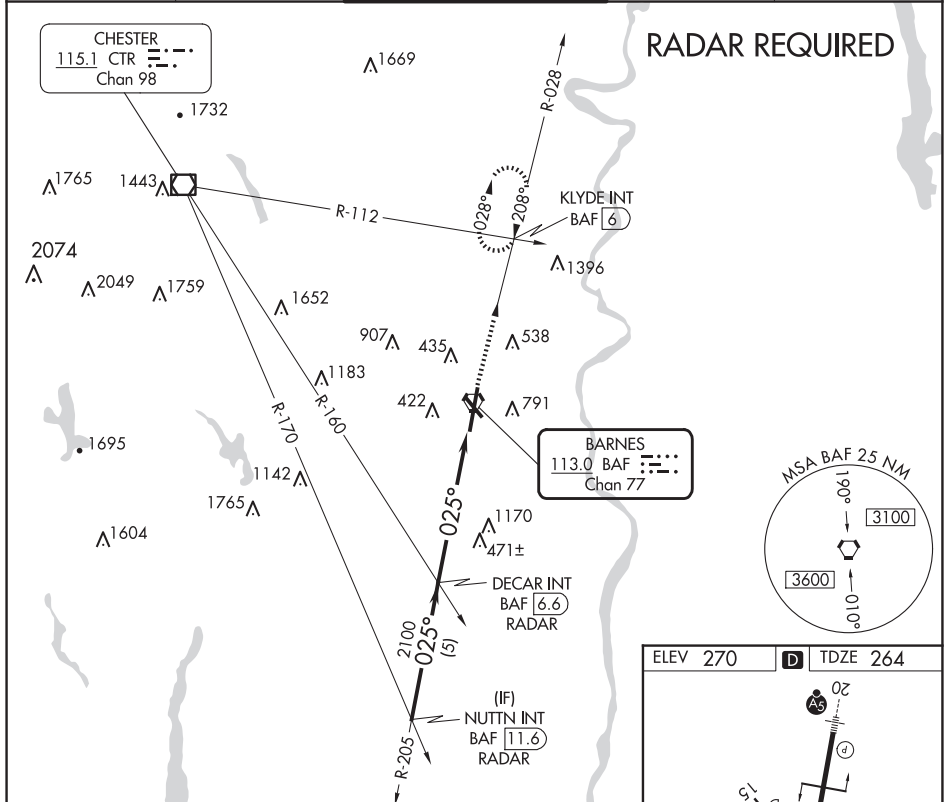 RADAR REQUIRED
CHESTER
115.1 CTR
Chan 98
1669
1732
R-028
1765
1443
R-112
028°
208°
KLYDE INT
BAF 6
2074
2049
1759
1396
1652
907
435
538
1183
R-170
R-160
422
791
BARNES
113.0 BAF
Chan 77
1695
1142
1765
025°
1170
471±
1604
MSA BAF 25 NM
190°
3100
3600
010°
DECAR INT
BAF 6.6
RADAR
2100
025°
(5)
(IF)
NUTTN INT
BAF 11.6
RADAR
R-205
ELEV 270
D
TDZE 264
20
A5
P
15